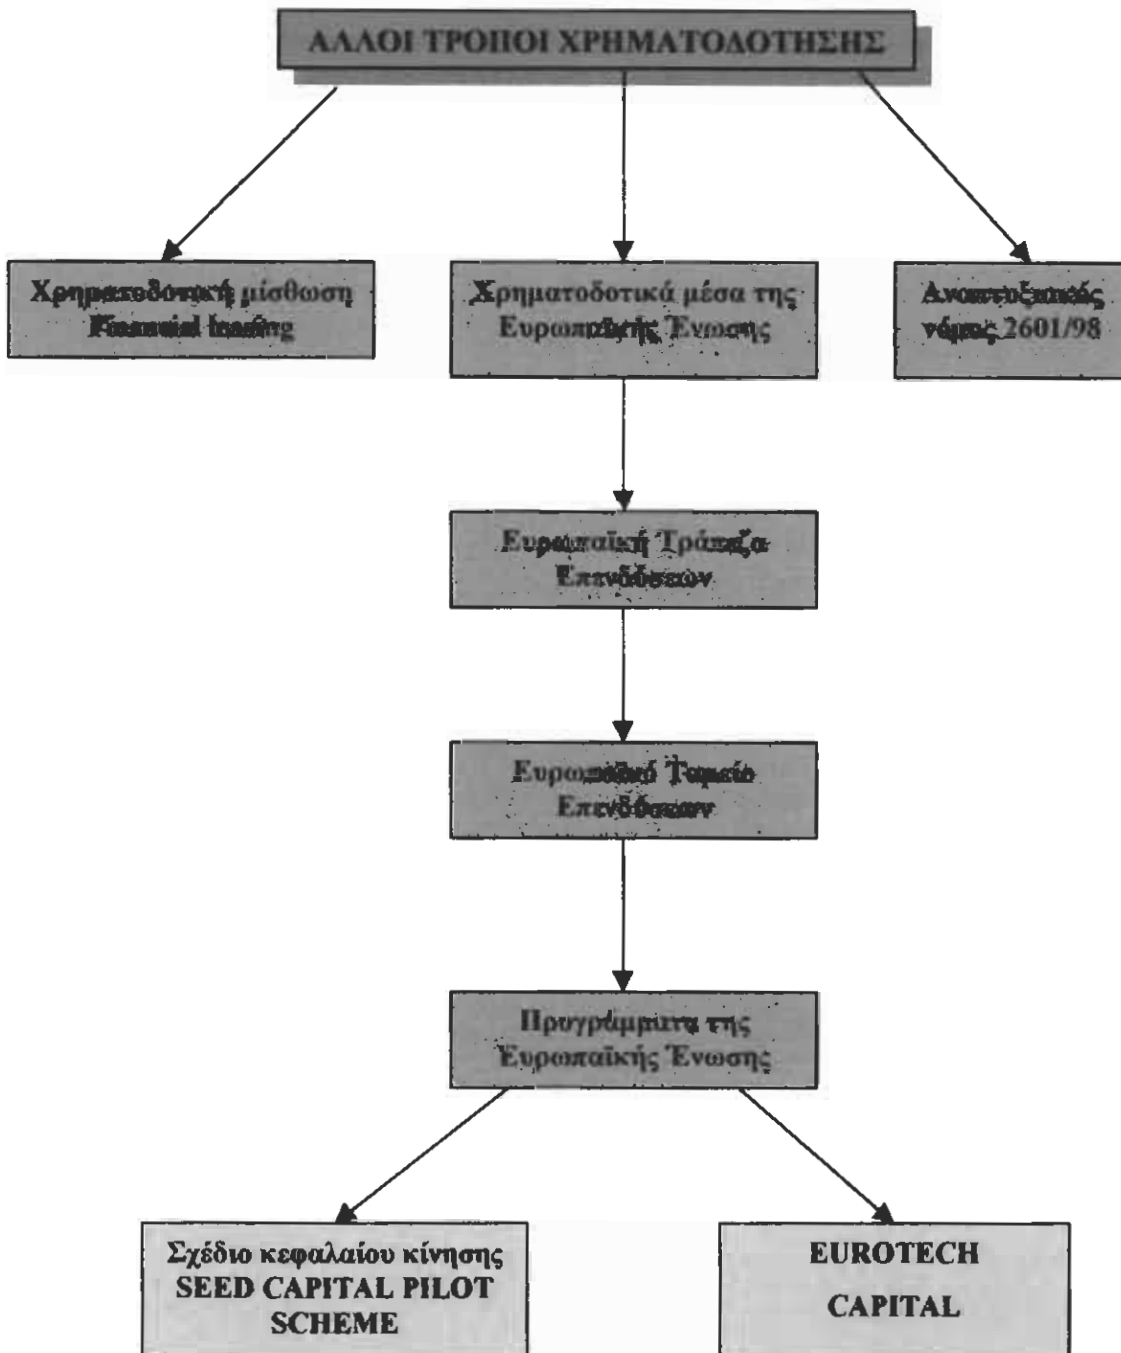 ΑΛΛΟΙ ΤΡΟΠΟΙ ΧΡΗΜΑΤΟΔΟΤΗΣΗΣ
Χρηματοδοτική μίσθωση
Financial leasing
Χρηματοδοτικά μέσα της
Ευρωπαϊκής Ένωσης
Αναπτυξιακός
νόμος 2601/98
Ευρωπαϊκή Τράπεζα
Επενδύσεων
Ευρωπαϊκό Ταμείο
Επενδύσεων
Προγράμματα της
Ευρωπαϊκής Ένωσης
Σχέδιο κεφαλαίου κίνησης
SEED CAPITAL PILOT
SCHEME
EUROTECH
CAPITAL